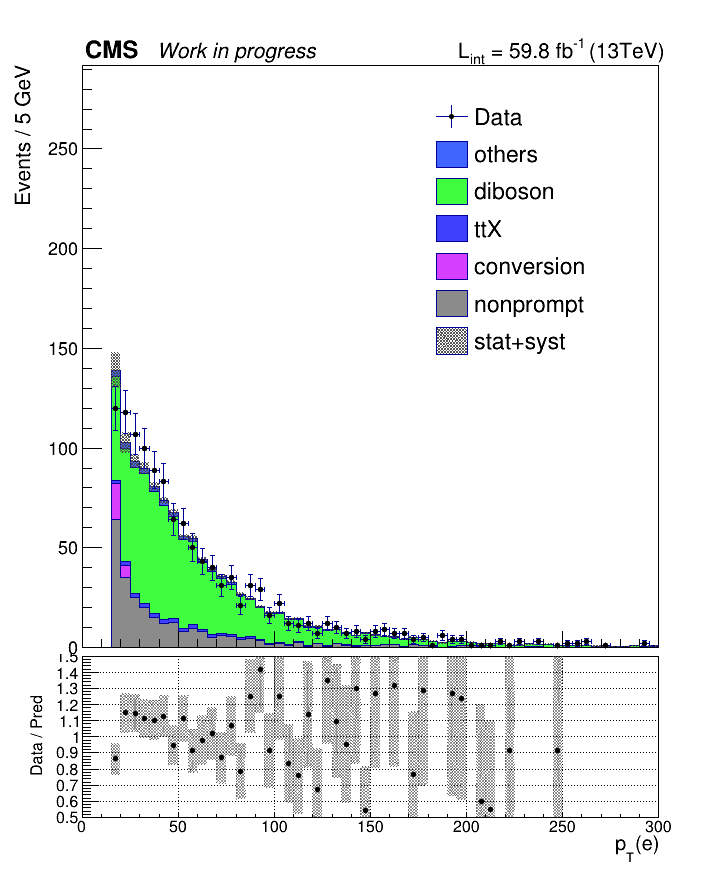 CMS Work in progress L_int = 59.8 fb^-1 (13TeV)
Events / 5 GeV
250
200
150
100
50
0
Data
others
diboson
ttX
conversion
nonprompt
stat+syst
Data / Pred
1.5
1.4
1.3
1.2
1.1
1
0.9
0.8
0.7
0.6
0.5
0 50 100 150 200 250 300
p_T(e)